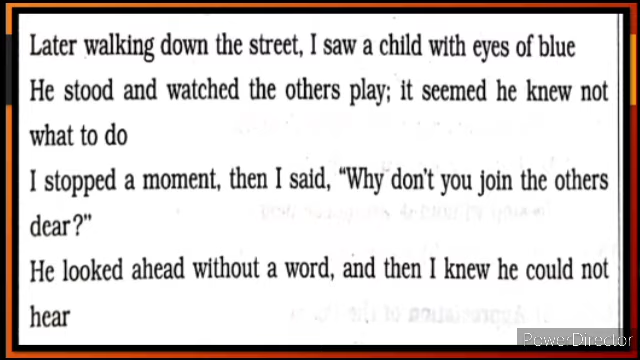 Later walking down the street, I saw a child with eyes of blue
He stood and watched the others play; it seemed he knew not
what to do
I stopped a moment, then I said, “Why don't you join the others
dear?”
He looked ahead without a word, and then I knew he could not
hear
PowerDirector